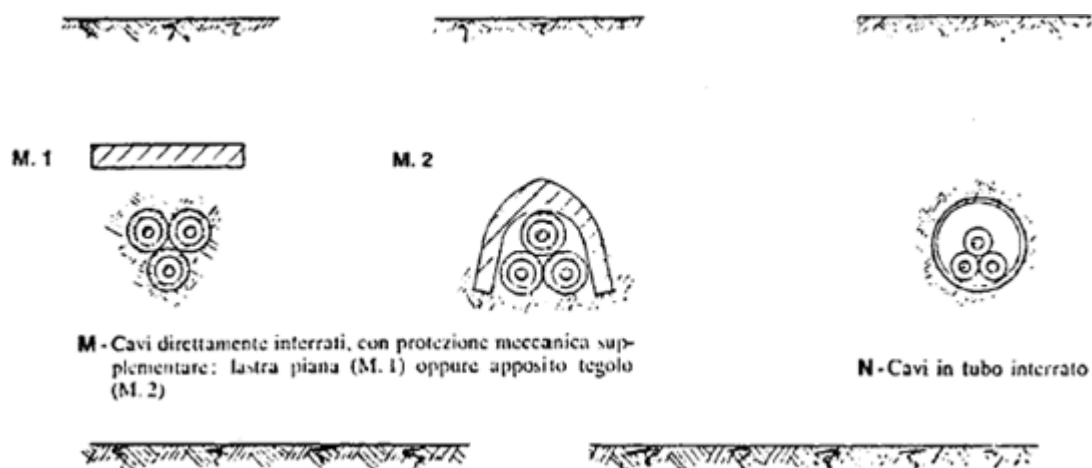 M. 1
M. 2
M - Cavi direttamente interrati, con protezione meccanica sup-
plementare: lastra piana (M. 1) oppure apposito tegolo
(M. 2)
N - Cavi in tubo interrato